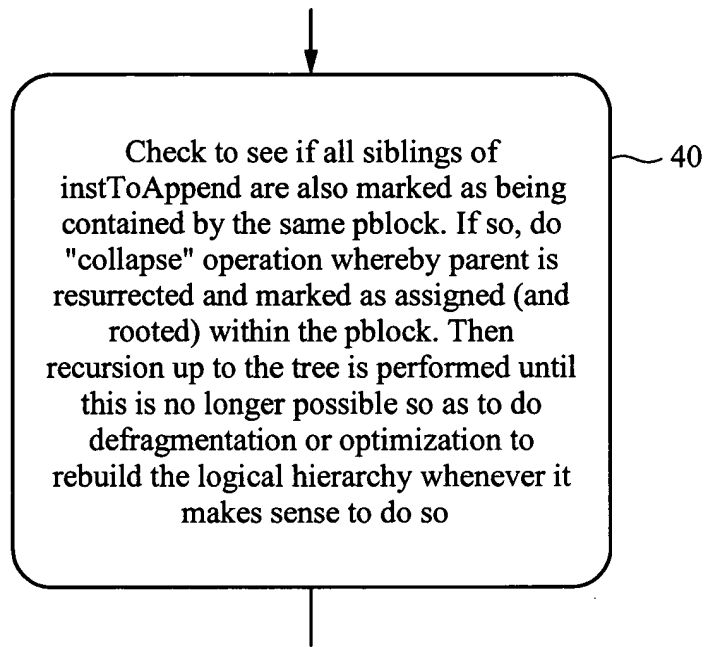 Check to see if all siblings of
instToAppend are also marked as being
contained by the same pblock. If so, do
"collapse" operation whereby parent is
resurrected and marked as assigned (and
rooted) within the pblock. Then
recursion up to the tree is performed until
this is no longer possible so as to do
defragmentation or optimization to
rebuild the logical hierarchy whenever it
makes sense to do so
40